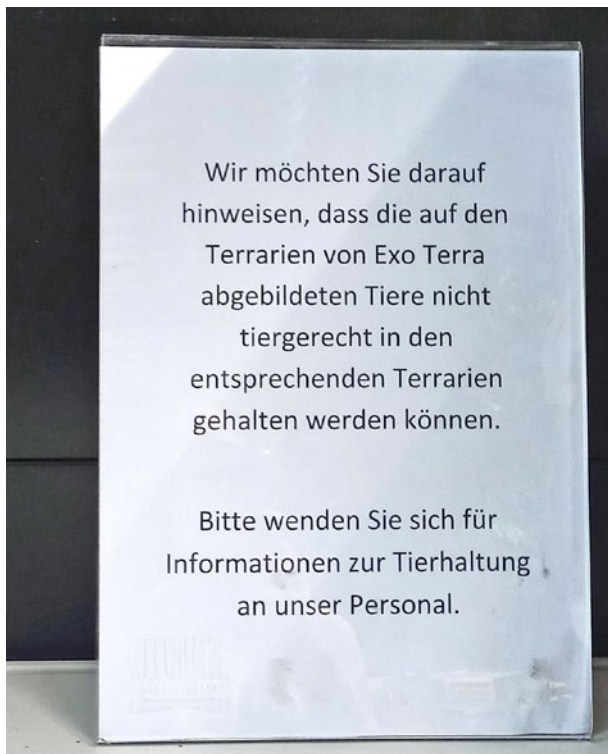 Wir möchten Sie darauf
hinweisen, dass die auf den
Terrarien von Exo Terra
abgebildeten Tiere nicht
tiergerecht in den
entsprechenden Terrarien
gehalten werden können.
Bitte wenden Sie sich für
Informationen zur Tierhaltung
an unser Personal.